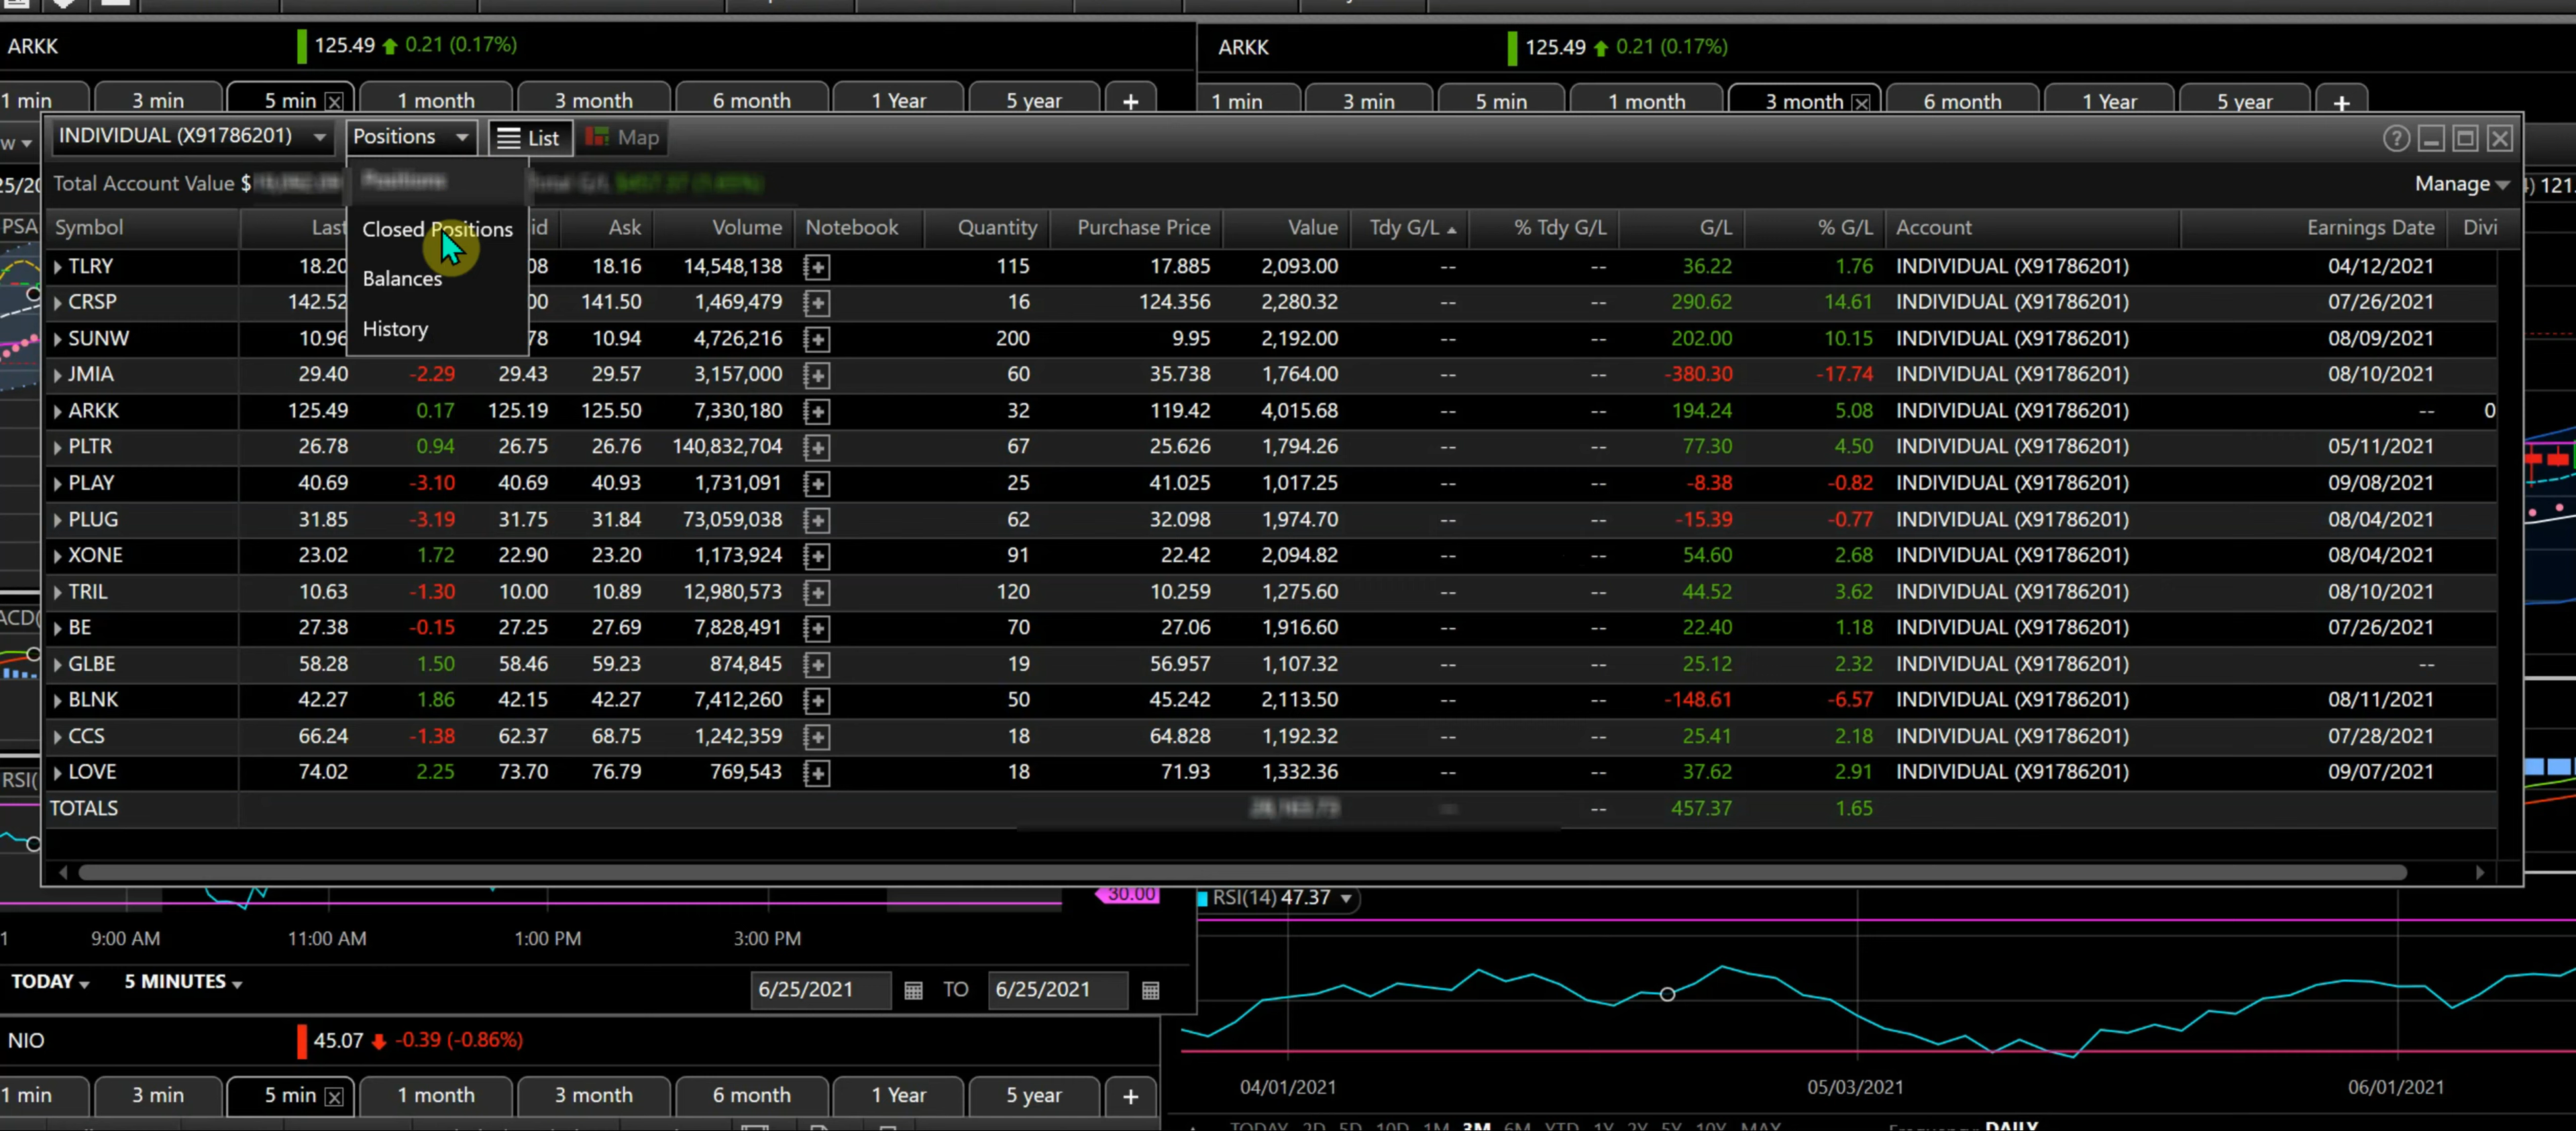 ARKK 125.49 0.21 (0.17%) ARKK 125.49 0.21 (0.17%)
1 min 3 min 5 min 1 month 3 month 6 month 1 Year 5 year + 1 min 3 min 5 min 1 month 3 month 6 month 1 Year 5 year +
INDIVIDUAL (X91786201) Positions List Map
Total Account Value $ Positions Total G/L Manage 121.
Symbol Last Closed Positions id Ask Volume Notebook Quantity Purchase Price Value Tdy G/L % Tdy G/L G/L % G/L Account Earnings Date Divi
TLRY 18.20 08 18.16 14,548,138 115 17.885 2,093.00 -- -- 36.22 1.76 INDIVIDUAL (X91786201) 04/12/2021
Balances
CRSP 142.52 00 141.50 1,469,479 16 124.356 2,280.32 -- -- 290.62 14.61 INDIVIDUAL (X91786201) 07/26/2021
History
SUNW 10.96 78 10.94 4,726,216 200 9.95 2,192.00 -- -- 202.00 10.15 INDIVIDUAL (X91786201) 08/09/2021
JMIA 29.40 -2.29 29.43 29.57 3,157,000 60 35.738 1,764.00 -- -- -380.30 -17.74 INDIVIDUAL (X91786201) 08/10/2021
ARKK 125.49 0.17 125.19 125.50 7,330,180 32 119.42 4,015.68 -- -- 194.24 5.08 INDIVIDUAL (X91786201) -- 0
PLTR 26.78 0.94 26.75 26.76 140,832,704 67 25.626 1,794.26 -- -- 77.30 4.50 INDIVIDUAL (X91786201) 05/11/2021
PLAY 40.69 -3.10 40.69 40.93 1,731,091 25 41.025 1,017.25 -- -- -8.38 -0.82 INDIVIDUAL (X91786201) 09/08/2021
PLUG 31.85 -3.19 31.75 31.84 73,059,038 62 32.098 1,974.70 -- -- -15.39 -0.77 INDIVIDUAL (X91786201) 08/04/2021
XONE 23.02 1.72 22.90 23.20 1,173,924 91 22.42 2,094.82 -- -- 54.60 2.68 INDIVIDUAL (X91786201) 08/04/2021
TRIL 10.63 -1.30 10.00 10.89 12,980,573 120 10.259 1,275.60 -- -- 44.52 3.62 INDIVIDUAL (X91786201) 08/10/2021
BE 27.38 -0.15 27.25 27.69 7,828,491 70 27.06 1,916.60 -- -- 22.40 1.18 INDIVIDUAL (X91786201) 07/26/2021
GLBE 58.28 1.50 58.46 59.23 874,845 19 56.957 1,107.32 -- -- 25.12 2.32 INDIVIDUAL (X91786201) --
BLNK 42.27 1.86 42.15 42.27 7,412,260 50 45.242 2,113.50 -- -- -148.61 -6.57 INDIVIDUAL (X91786201) 08/11/2021
CCS 66.24 -1.38 62.37 68.75 1,242,359 18 64.828 1,192.32 -- -- 25.41 2.18 INDIVIDUAL (X91786201) 07/28/2021
LOVE 74.02 2.25 73.70 76.79 769,543 18 71.93 1,332.36 -- -- 37.62 2.91 INDIVIDUAL (X91786201) 09/07/2021
TOTALS -- 457.37 1.65
30.00 RSI(14) 47.37
9:00 AM 11:00 AM 1:00 PM 3:00 PM
TODAY 5 MINUTES 6/25/2021 TO 6/25/2021
NIO 45.07 -0.39 (-0.86%)
1 min 3 min 5 min 1 month 3 month 6 month 1 Year 5 year +
04/01/2021 05/03/2021 06/01/2021
TODAY 2D 5D 10D 1M 3M 6M YTD 1Y 2Y 5Y 10Y MAX Frequency: DAILY